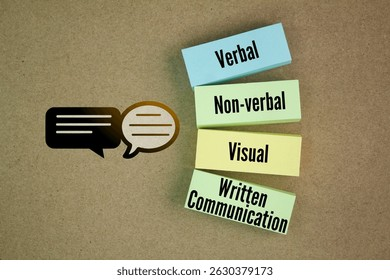 Verbal
Non-verbal
Visual
Written
Communication
shutterstock.com · 2630379173